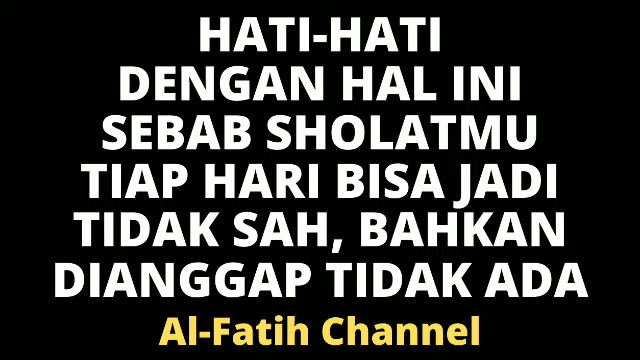 HATI-HATI
DENGAN HAL INI
SEBAB SHOLATMU
TIAP HARI BISA JADI
TIDAK SAH, BAHKAN
DIANGGAP TIDAK ADA
Al-Fatih Channel